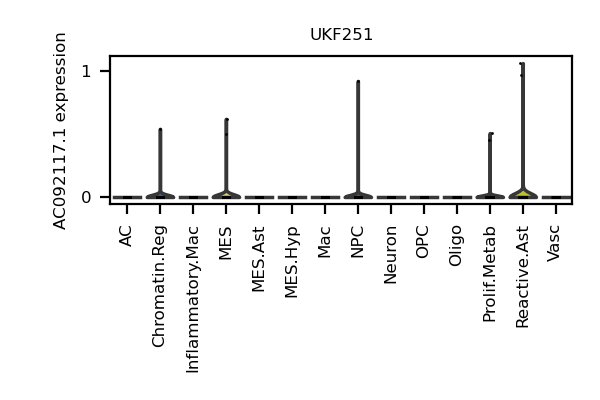 UKF251
AC092117.1 expression
1
0
AC
Chromatin.Reg
Inflammatory.Mac
MES
MES.Ast
MES.Hyp
Mac
NPC
Neuron
OPC
Oligo
Prolif.Metab
Reactive.Ast
Vasc